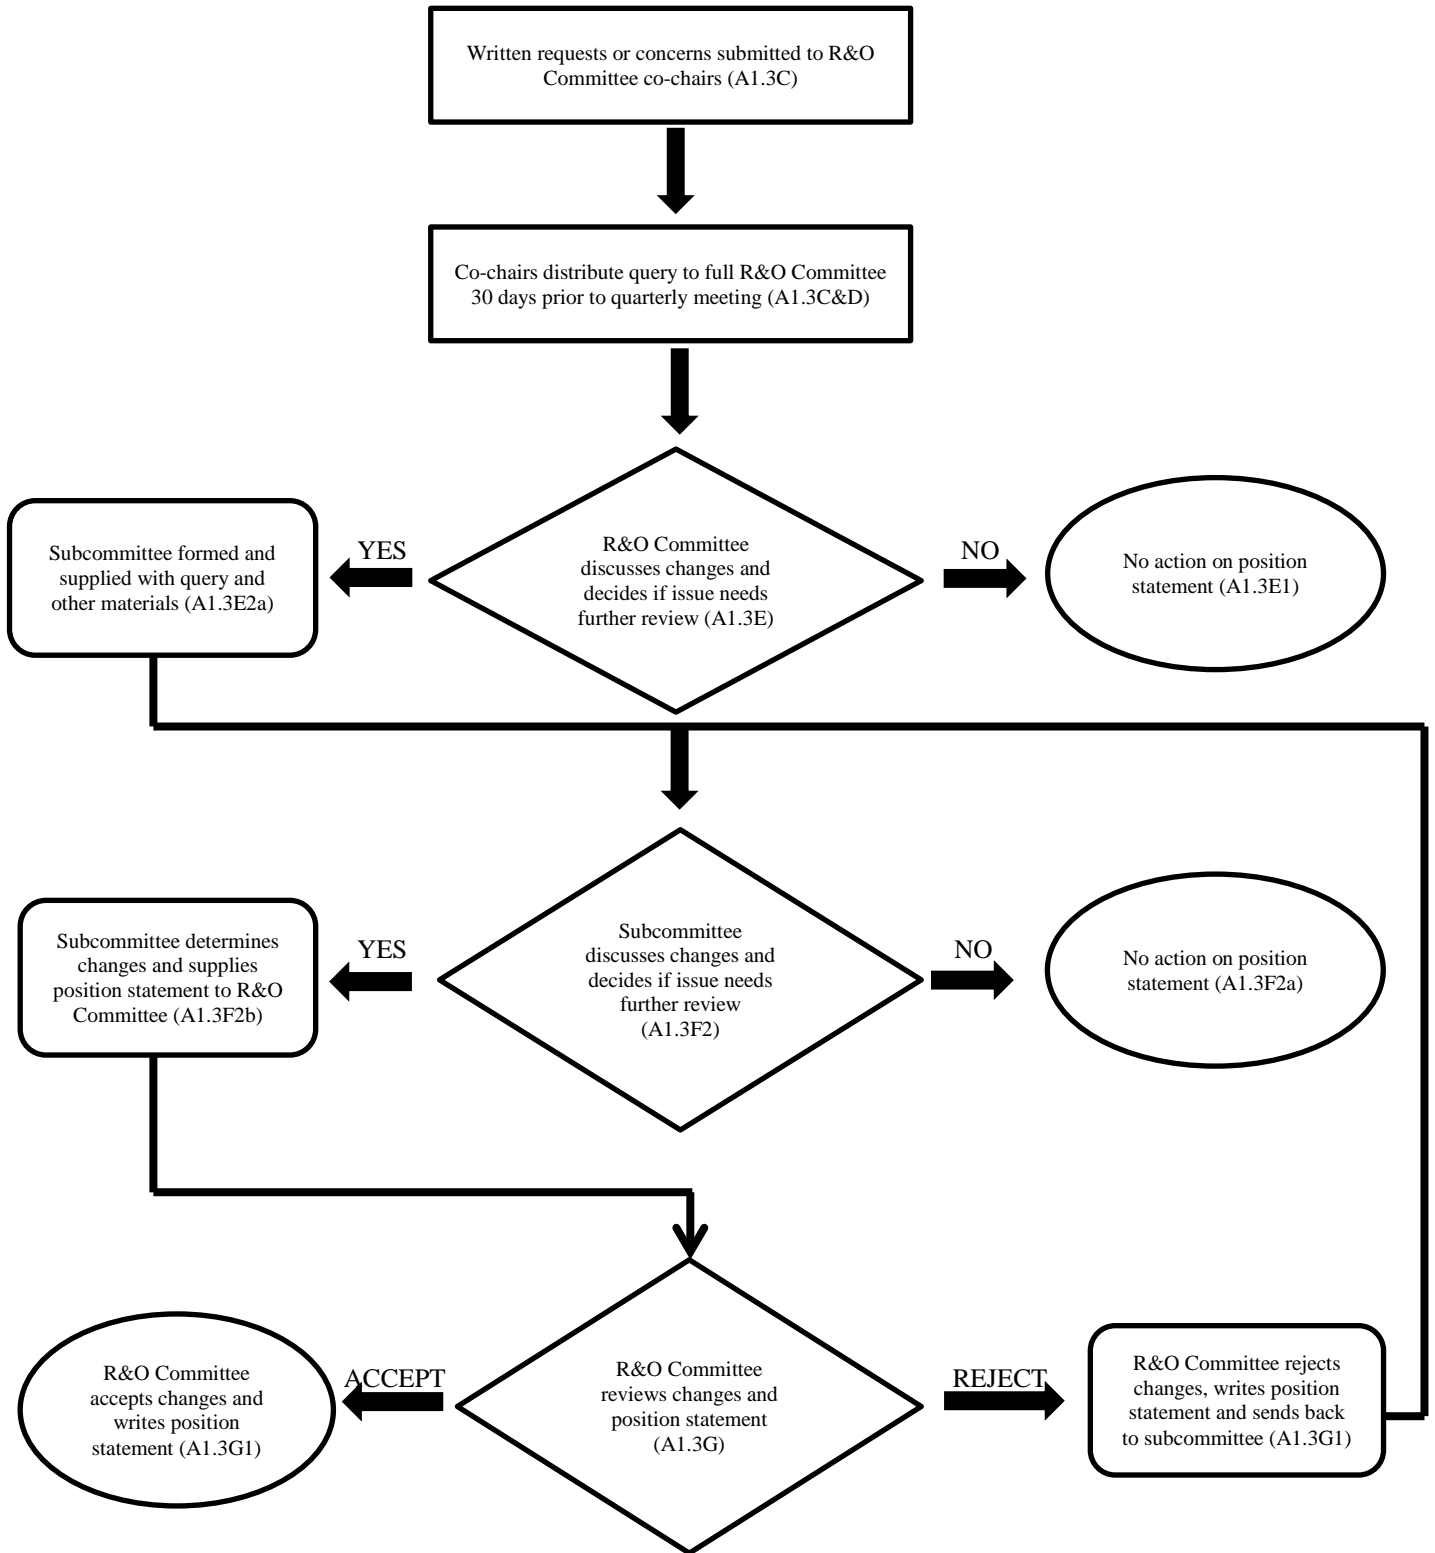 Written requests or concerns submitted to R&O
Committee co-chairs (A1.3C)
Co-chairs distribute query to full R&O Committee
30 days prior to quarterly meeting (A1.3C&D)
Subcommittee formed and
supplied with query and
other materials (A1.3E2a)
YES
R&O Committee
discusses changes and
decides if issue needs
further review (A1.3E)
NO
No action on position
statement (A1.3E1)
Subcommittee determines
changes and supplies
position statement to R&O
Committee (A1.3F2b)
YES
Subcommittee
discusses changes and
decides if issue needs
further review
(A1.3F2)
NO
No action on position
statement (A1.3F2a)
R&O Committee
accepts changes and
writes position
statement (A1.3G1)
ACCEPT
R&O Committee
reviews changes and
position statement
(A1.3G)
REJECT
R&O Committee rejects
changes, writes position
statement and sends back
to subcommittee (A1.3G1)